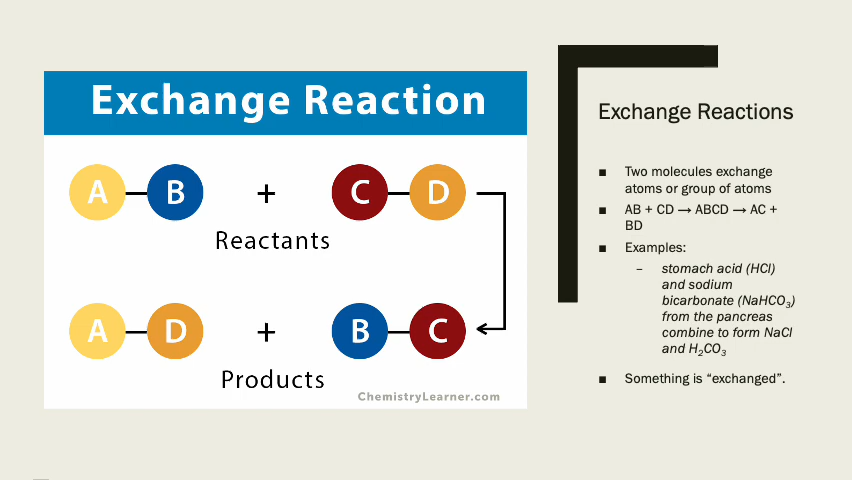 Exchange Reaction
A B + C D
Reactants
A D + B C
Products
ChemistryLearner.com
Exchange Reactions
■ Two molecules exchange
atoms or group of atoms
■ AB + CD → ABCD → AC +
BD
■ Examples:
– stomach acid (HCl)
and sodium
bicarbonate (NaHCO₃)
from the pancreas
combine to form NaCl
and H₂CO₃
■ Something is “exchanged”.